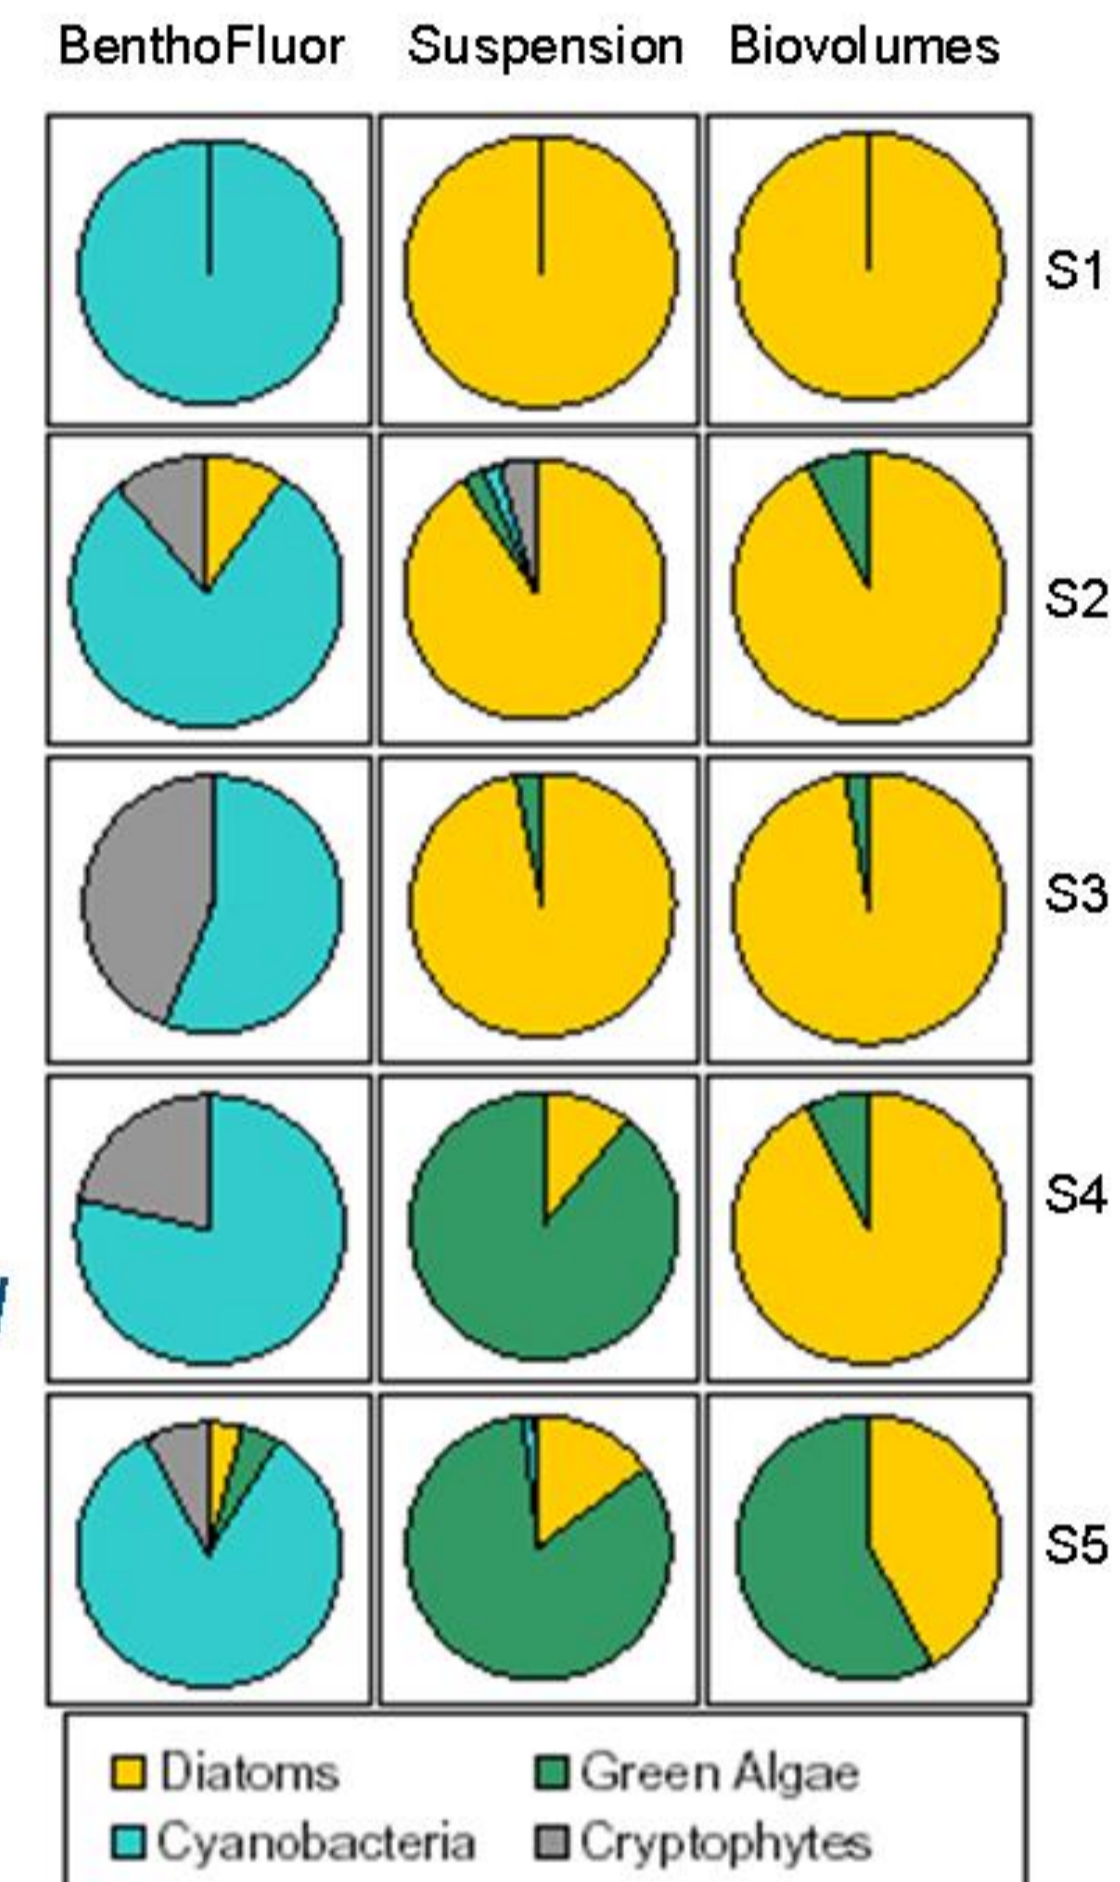 BenthoFluor Suspension Biovolumes
S1
S2
S3
S4
S5
Diatoms Green Algae
Cyanobacteria Cryptophytes